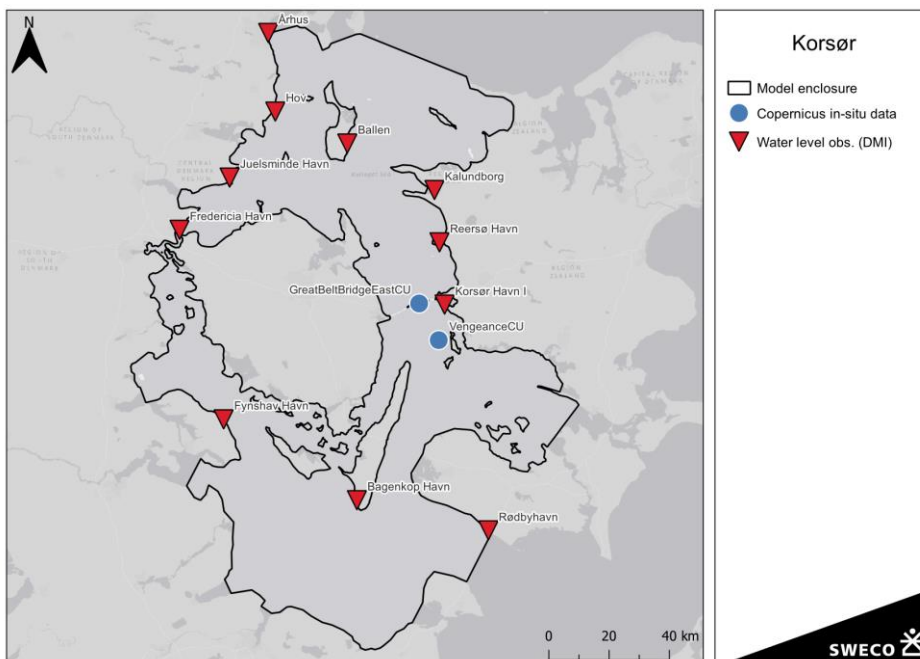 N
Århus
Hov
Ballen
Juelsminde Havn
Kalundborg
Fredericia Havn
Reersø Havn
GreatBeltBridgeEastCU
Korsør Havn I
VengeanceCU
Fynshav Havn
Bagenkop Havn
Rødbyhavn
0 20 40 km
Korsør
Model enclosure
Copernicus in-situ data
Water level obs. (DMI)
SWECO